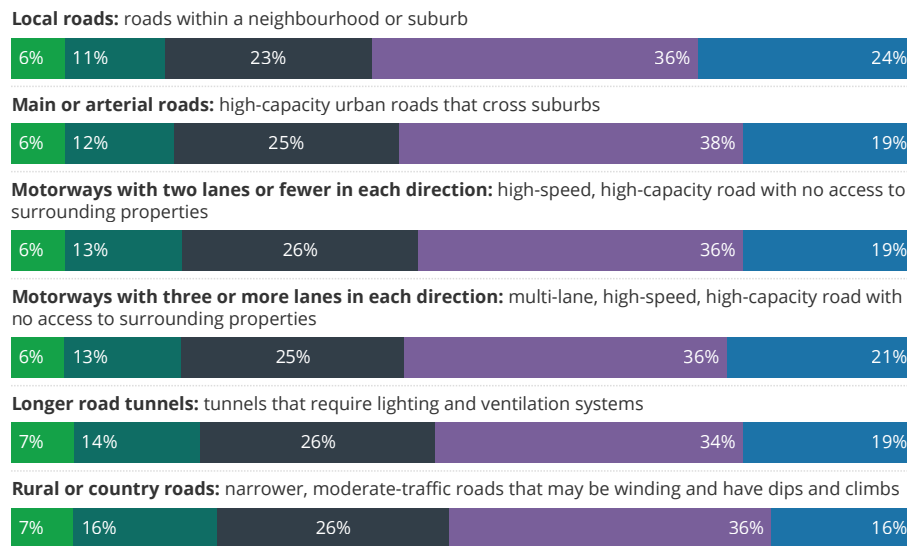 Local roads: roads within a neighbourhood or suburb
6% 11% 23% 36% 24%
Main or arterial roads: high-capacity urban roads that cross suburbs
6% 12% 25% 38% 19%
Motorways with two lanes or fewer in each direction: high-speed, high-capacity road with no access to
surrounding properties
6% 13% 26% 36% 19%
Motorways with three or more lanes in each direction: multi-lane, high-speed, high-capacity road with
no access to surrounding properties
6% 13% 25% 36% 21%
Longer road tunnels: tunnels that require lighting and ventilation systems
7% 14% 26% 34% 19%
Rural or country roads: narrower, moderate-traffic roads that may be winding and have dips and climbs
7% 16% 26% 36% 16%